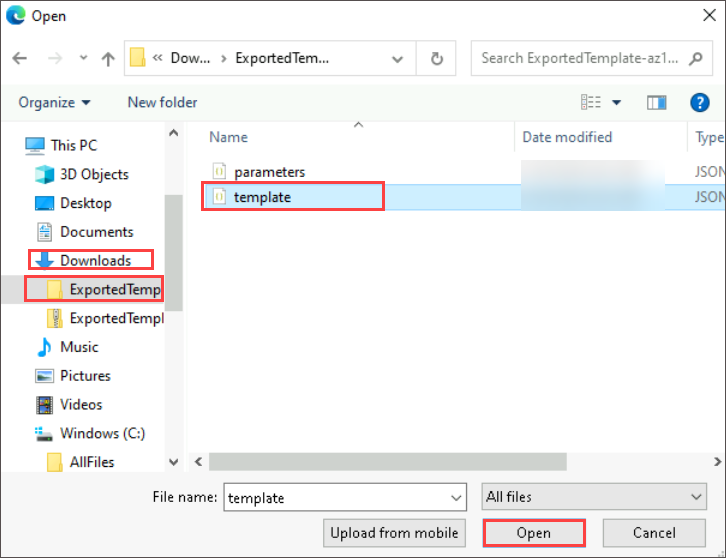 Open
« Dow... › ExportedTem...
Search ExportedTemplate-az1...
Organize
New folder
?
Name
Date modified
Type
This PC
3D Objects
Desktop
Documents
Downloads
ExportedTemp
ExportedTempl
Music
Pictures
Videos
Windows (C:)
AllFiles
parameters
JSON
template
JSON
File name:
template
All files
Upload from mobile
Open
Cancel